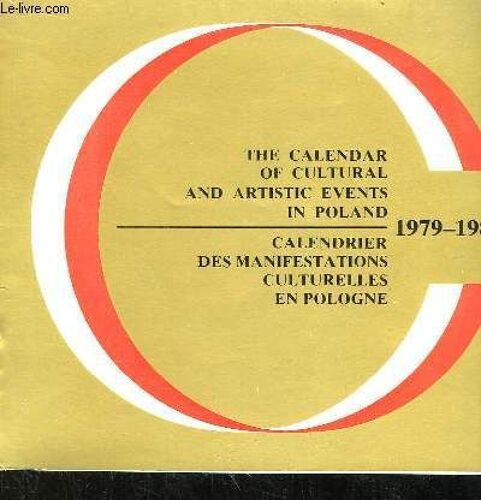 Le-livre.com
THE CALENDAR
OF CULTURAL
AND ARTISTIC EVENTS
IN POLAND
1979–198
CALENDRIER
DES MANIFESTATIONS
CULTURELLES
EN POLOGNE